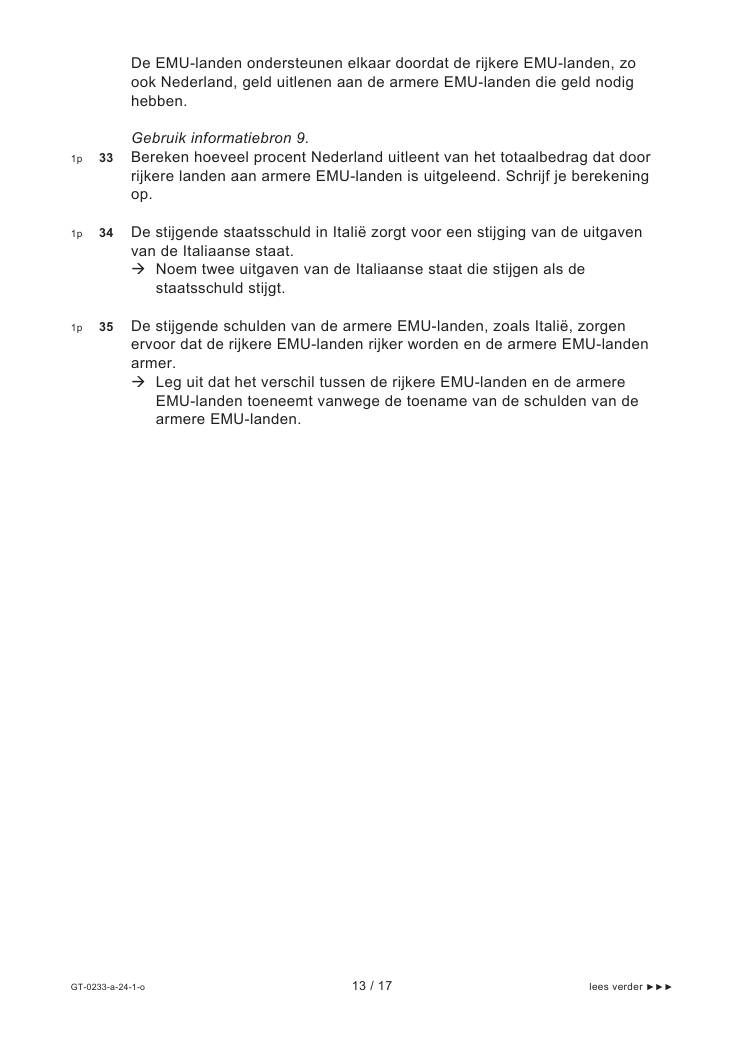 De EMU-landen ondersteunen elkaar doordat de rijkere EMU-landen, zo
ook Nederland, geld uitlenen aan de armere EMU-landen die geld nodig
hebben.
Gebruik informatiebron 9.
1p 33 Bereken hoeveel procent Nederland uitleent van het totaalbedrag dat door
rijkere landen aan armere EMU-landen is uitgeleend. Schrijf je berekening
op.
1p 34 De stijgende staatsschuld in Italië zorgt voor een stijging van de uitgaven
van de Italiaanse staat.
→ Noem twee uitgaven van de Italiaanse staat die stijgen als de
staatsschuld stijgt.
1p 35 De stijgende schulden van de armere EMU-landen, zoals Italië, zorgen
ervoor dat de rijkere EMU-landen rijker worden en de armere EMU-landen
armer.
→ Leg uit dat het verschil tussen de rijkere EMU-landen en de armere
EMU-landen toeneemt vanwege de toename van de schulden van de
armere EMU-landen.
GT-0233-a-24-1-o 13 / 17 lees verder ►►►